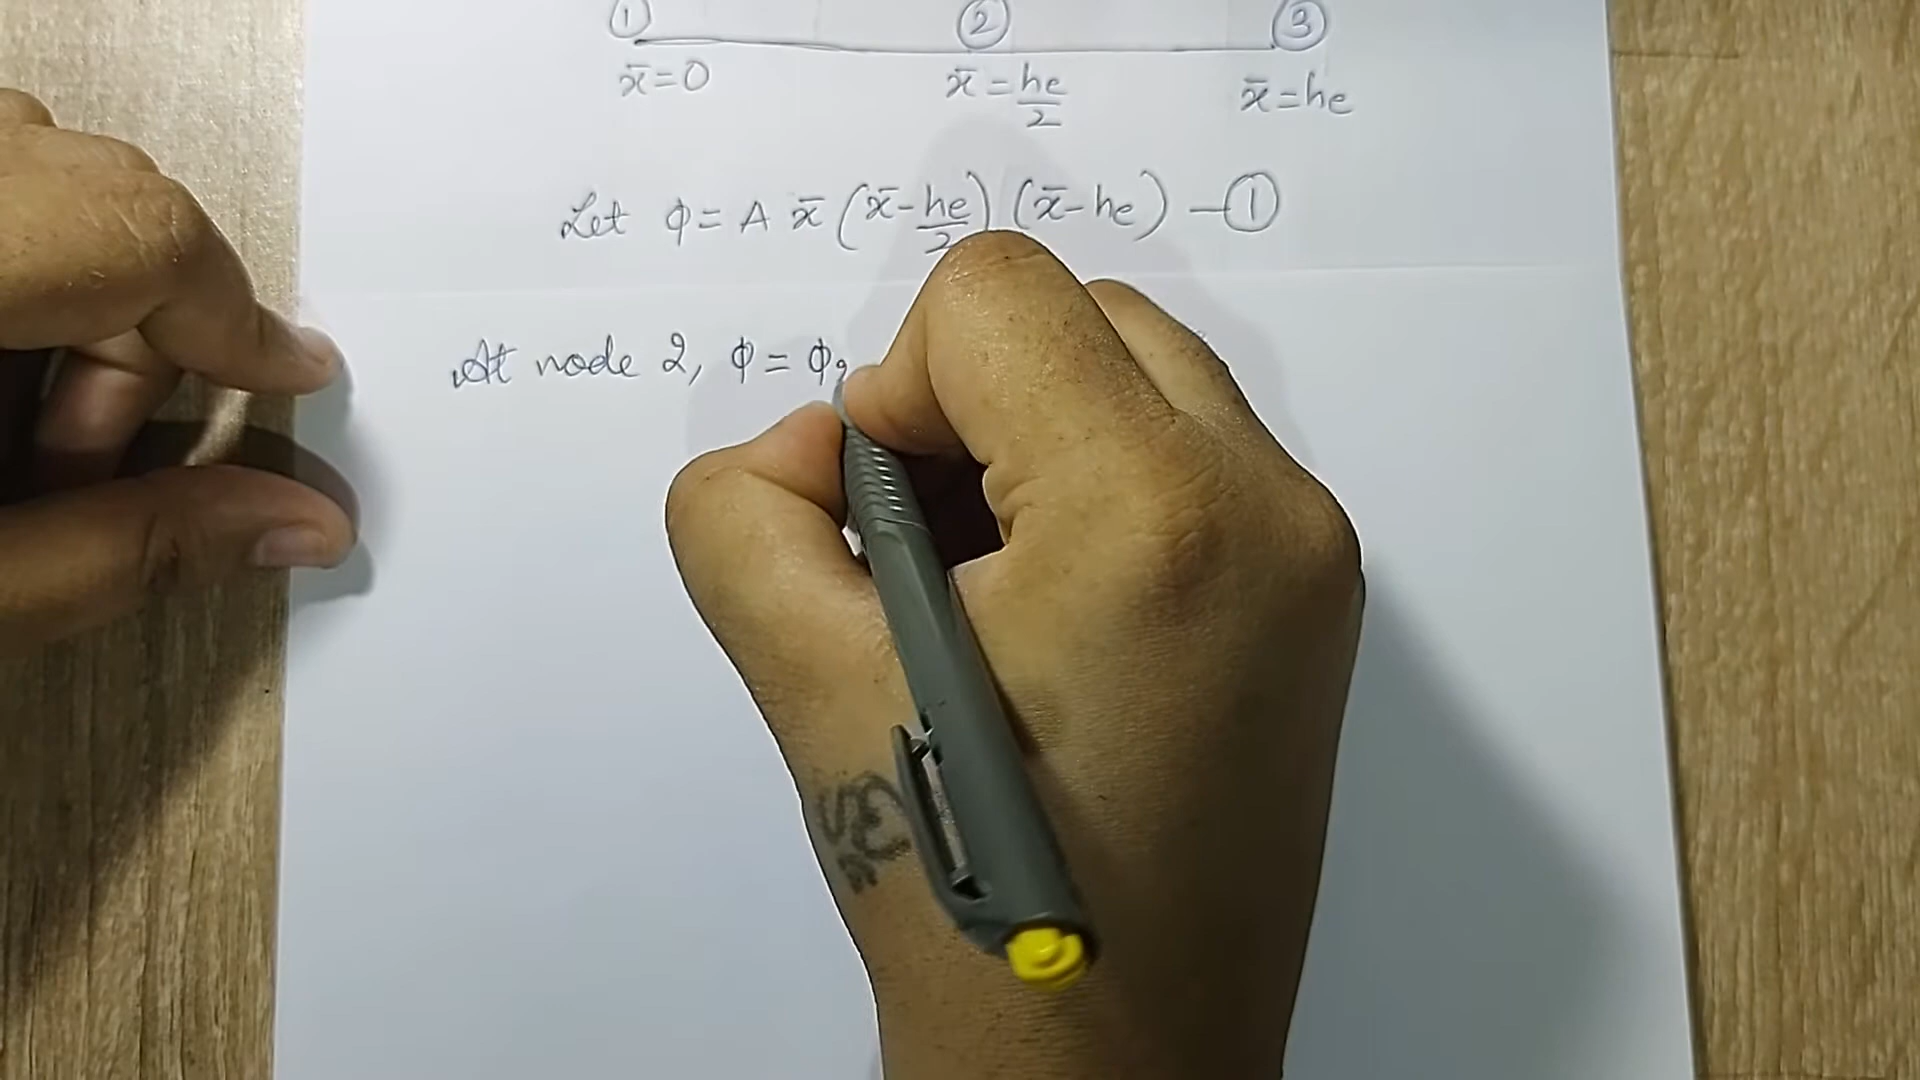 ① ② ③
x̄=0 x̄=he/2 x̄=he
Let φ = A x̄ (x̄-he/2) (x̄-he) —①
At node 2, φ = φ2